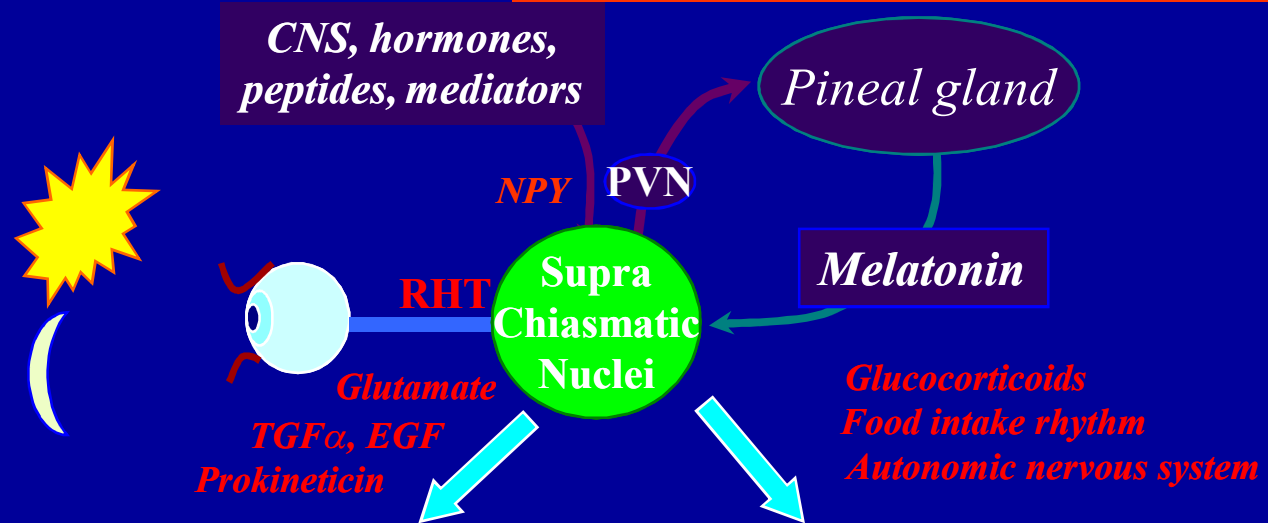 CNS, hormones,
peptides, mediators
Pineal gland
NPY
PVN
Melatonin
RHT
Supra
Chiasmatic
Nuclei
Glutamate
TGFα, EGF
Prokineticin
Glucocorticoids
Food intake rhythm
Autonomic nervous system